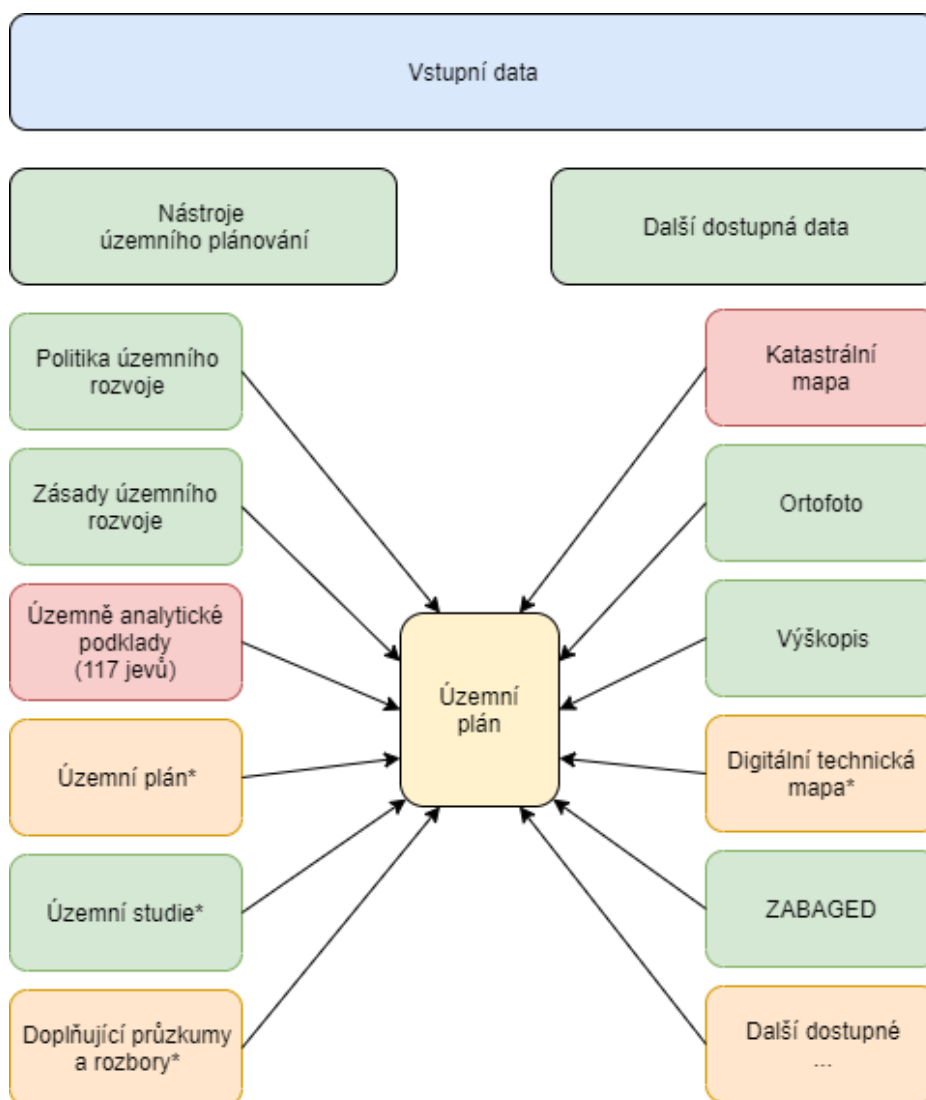 Vstupní data
Nástroje
územního plánování
Další dostupná data
Politika územního
rozvoje
Katastrální
mapa
Zásady územního
rozvoje
Ortofoto
Územně analytické
podklady
(117 jevů)
Výškopis
Územní
plán
Územní plán*
Digitální technická
mapa*
Územní studie*
ZABAGED
Doplňující průzkumy
a rozbory*
Další dostupné
...